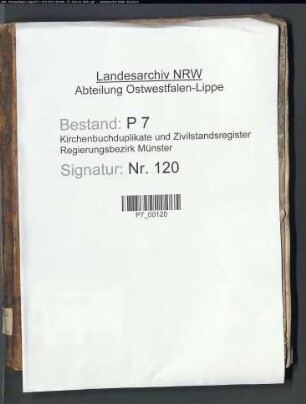 Landesarchiv NRW
Abteilung Ostwestfalen-Lippe
Bestand: P 7
Kirchenbuchduplikate und Zivilstandsregister
Regierungsbezirk Münster
Signatur: Nr. 120
P7_00120